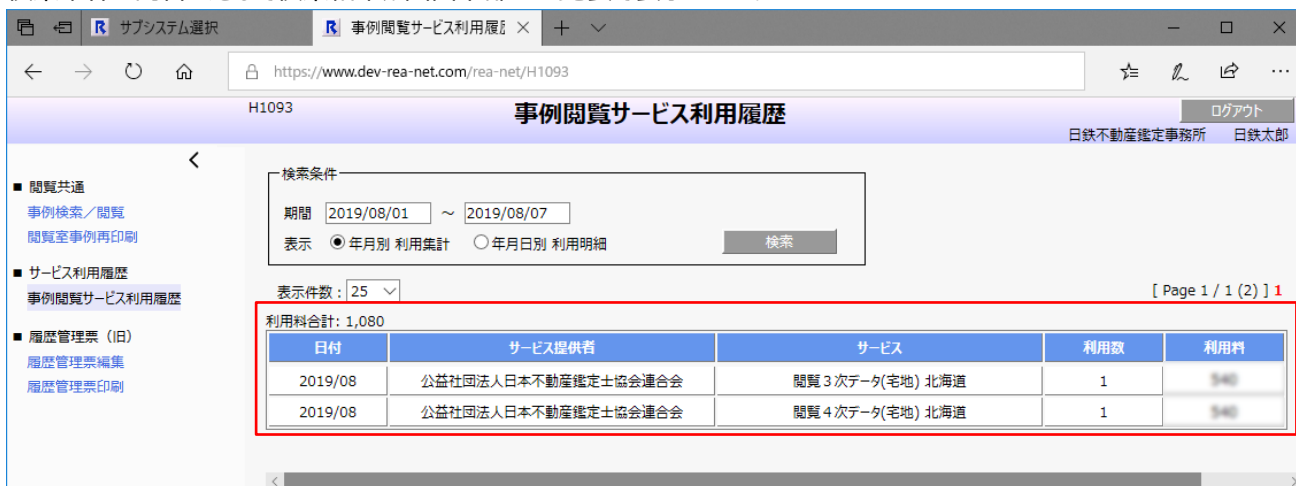 サブシステム選択
事例閲覧サービス利用履歴
https://www.dev-rea-net.com/rea-net/H1093
H1093
事例閲覧サービス利用履歴
ログアウト
日鉄不動産鑑定事務所 日鉄太郎
■ 閲覧共通
事例検索／閲覧
閲覧室事例再印刷
■ サービス利用履歴
事例閲覧サービス利用履歴
■ 履歴管理票（旧）
履歴管理票編集
履歴管理票印刷
検索条件
期間 2019/08/01 ～ 2019/08/07
表示 年月別 利用集計 年月日別 利用明細 検索
表示件数 : 25
[ Page 1 / 1 (2) ] 1
利用料合計: 1,080
日付 サービス提供者 サービス 利用数 利用料
2019/08 公益社団法人日本不動産鑑定士協会連合会 閲覧３次データ(宅地) 北海道 1 540
2019/08 公益社団法人日本不動産鑑定士協会連合会 閲覧４次データ(宅地) 北海道 1 540